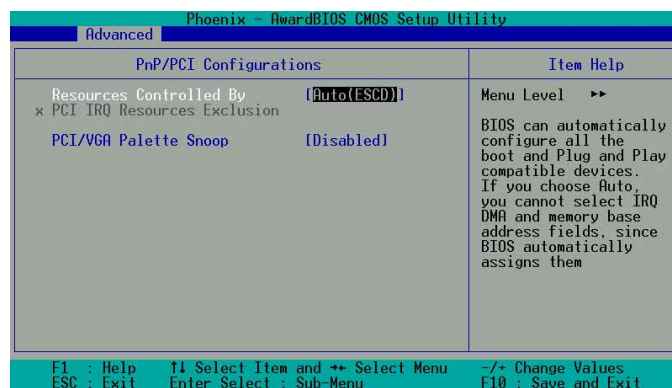 Phoenix - AwardBIOS CMOS Setup Utility
Advanced
PnP/PCI Configurations
Item Help
Resources Controlled By [Auto(ESCD)]
x PCI IRQ Resources Exclusion
PCI/VGA Palette Snoop [Disabled]
Menu Level ►►
BIOS can automatically
configure all the
boot and Plug and Play
compatible devices.
If you choose Auto,
you cannot select IRQ
DMA and memory base
address fields, since
BIOS automatically
assigns them
F1 : Help ↑↓ Select Item and →← Select Menu -/+ Change Values
ESC : Exit Enter Select : Sub-Menu F10 : Save and Exit